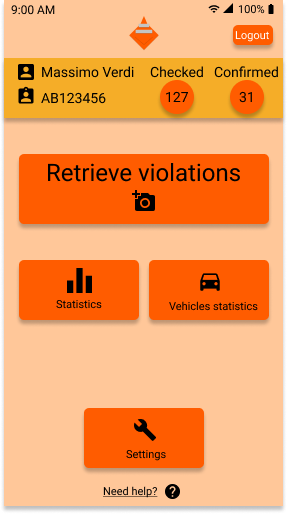 9:00 AM 100%
Logout
Massimo Verdi Checked Confirmed
AB123456 127 31
Retrieve violations
Statistics Vehicles statistics
Settings
Need help? ?